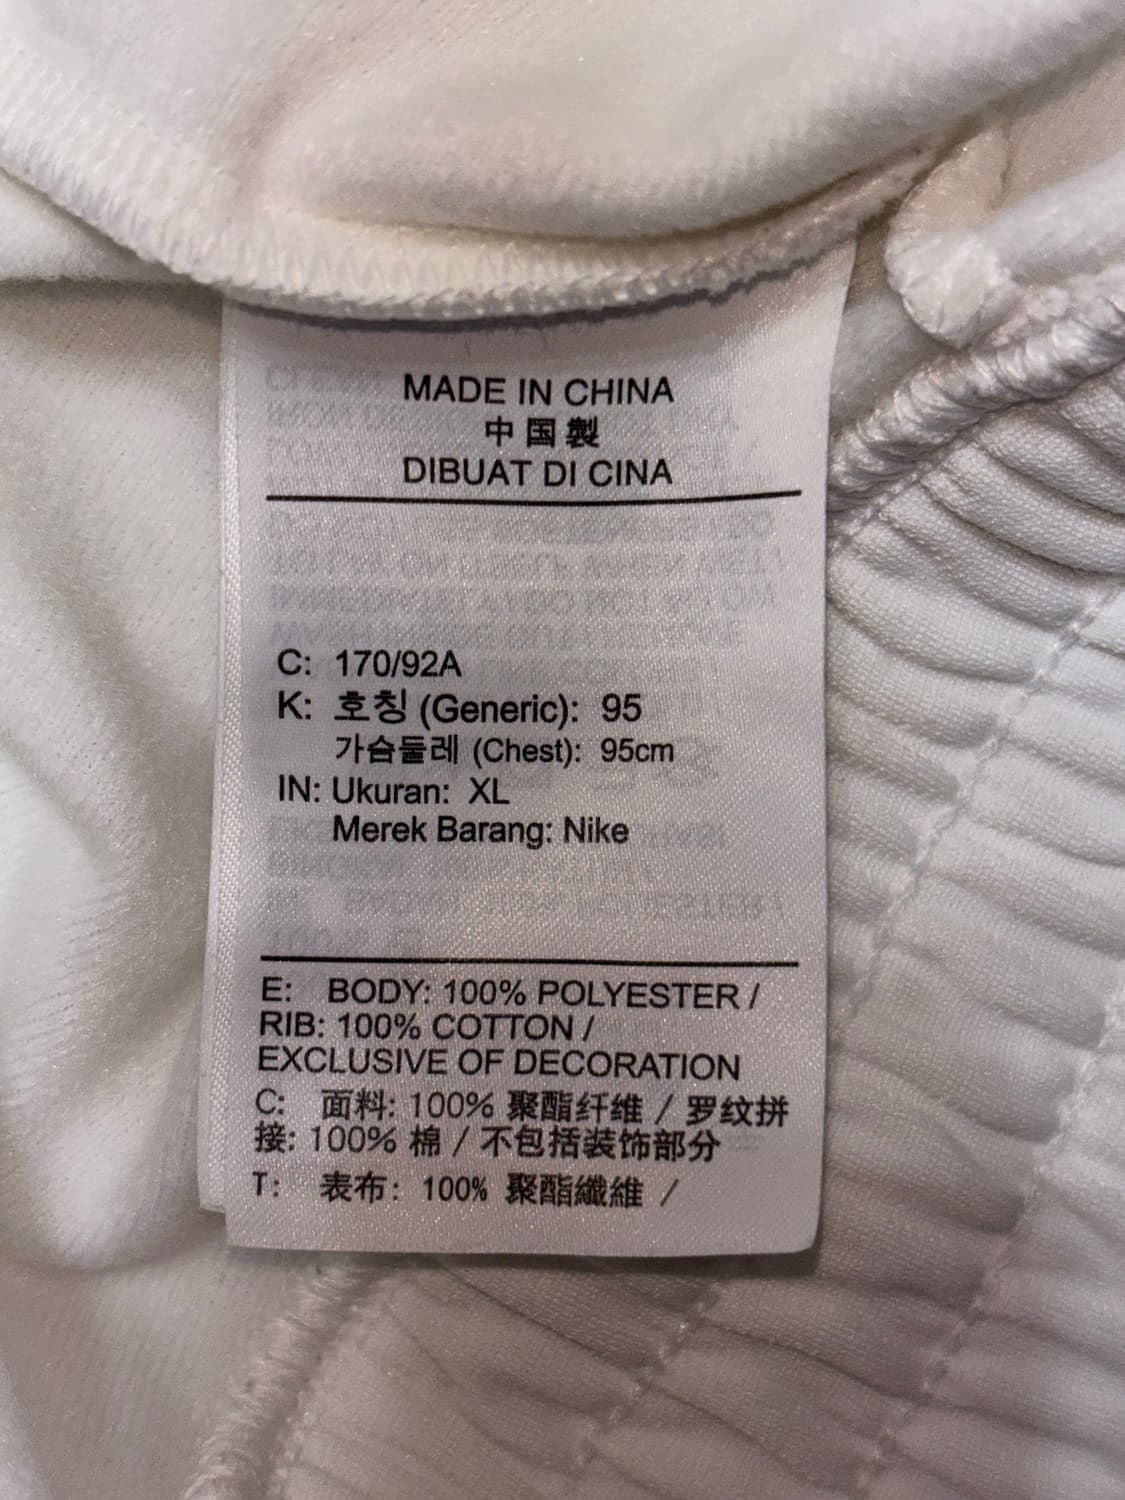 MADE IN CHINA
中国製
DIBUAT DI CINA
C: 170/92A
K: 호칭 (Generic): 95
가슴둘레 (Chest): 95cm
IN: Ukuran: XL
Merek Barang: Nike
E: BODY: 100% POLYESTER /
RIB: 100% COTTON /
EXCLUSIVE OF DECORATION
C: 面料: 100% 聚酯纤维 / 罗纹拼
接: 100% 棉 / 不包括装饰部分
T: 表布: 100% 聚酯纖維 /